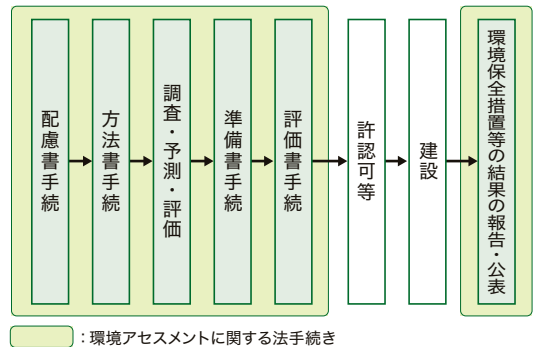 配慮書手続
方法書手続
調査・予測・評価
準備書手続
評価書手続
許認可等
建設
環境保全措置等の結果の報告・公表
：環境アセスメントに関する法手続き